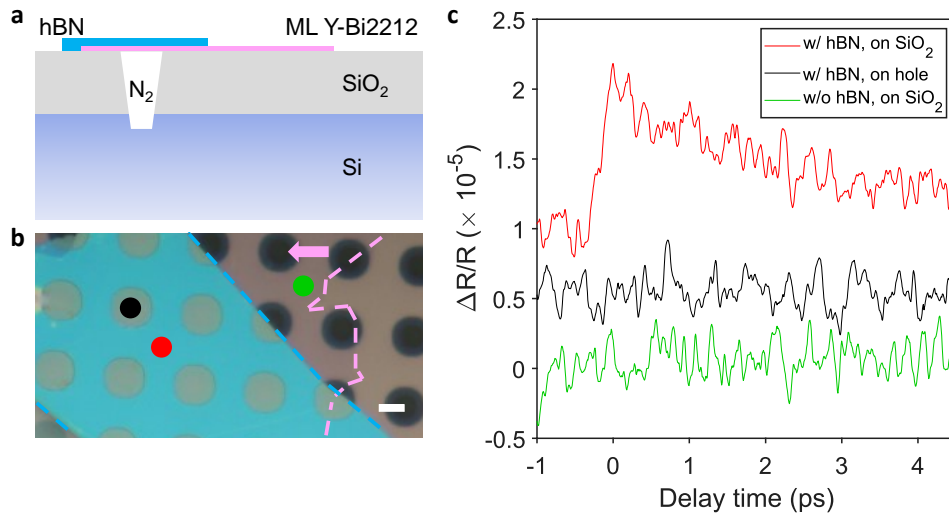 a
hBN
ML Y-Bi2212
N2
SiO2
Si
b
c
w/ hBN, on SiO2
w/ hBN, on hole
w/o hBN, on SiO2
ΔR/R (× 10-5)
2.5
2
1.5
1
0.5
0
-0.5
-1
0
1
2
3
4
Delay time (ps)